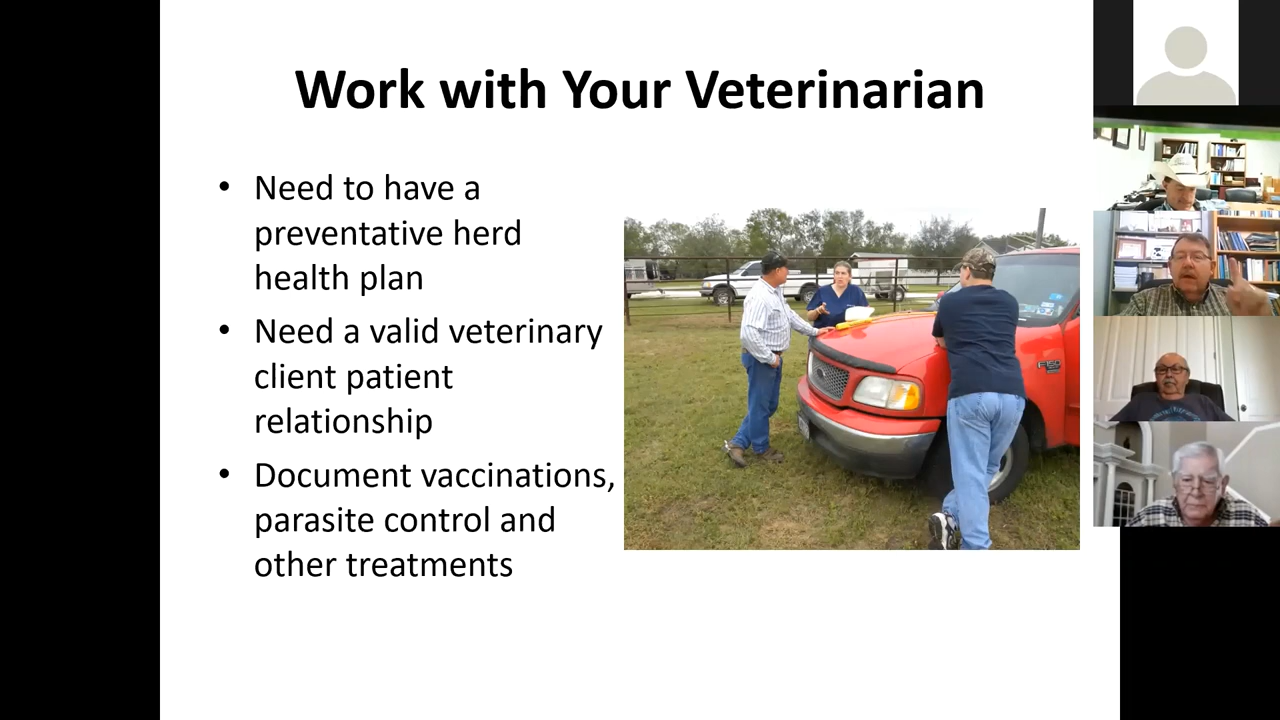 Work with Your Veterinarian
• Need to have a
preventative herd
health plan
• Need a valid veterinary
client patient
relationship
• Document vaccinations,
parasite control and
other treatments